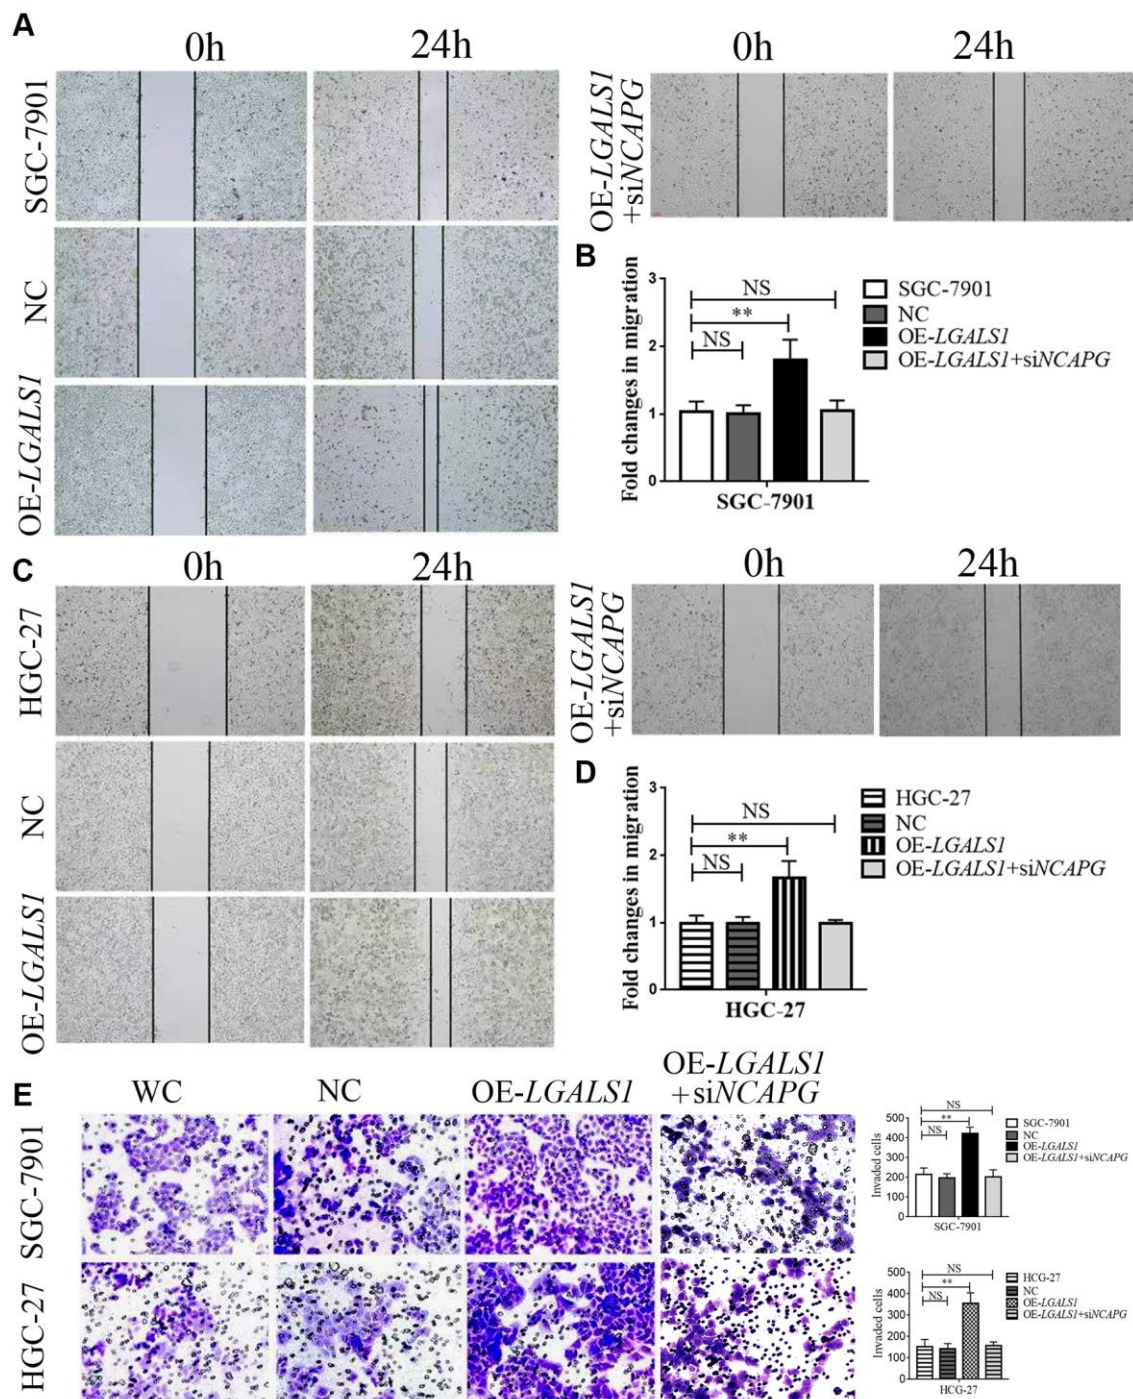 A
0h 24h 0h 24h
SGC-7901
NC
OE-LGALS1
OE-LGALS1
+siNCAPG
B
Fold changes in migration
3
2
1
0
NS
**
NS
SGC-7901
SGC-7901
NC
OE-LGALS1
OE-LGALS1+siNCAPG
C
0h 24h 0h 24h
HGC-27
NC
OE-LGALS1
OE-LGALS1
+siNCAPG
D
Fold changes in migration
3
2
1
0
NS
**
NS
HGC-27
HGC-27
NC
OE-LGALS1
OE-LGALS1+siNCAPG
E
WC NC OE-LGALS1 OE-LGALS1
+siNCAPG
SGC-7901
HGC-27
Invaded cells
500
400
300
200
100
0
NS
**
NS
SGC-7901
SGC-7901
NC
OE-LGALS1
OE-LGALS1+siNCAPG
Invaded cells
500
400
300
200
100
0
NS
**
NS
HCG-27
HCG-27
NC
OE-LGALS1
OE-LGALS1+siNCAPG